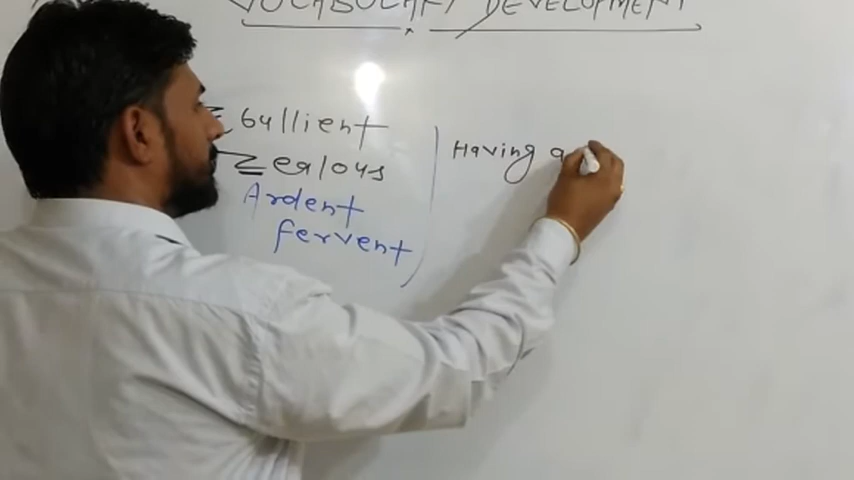 VOCABULARY DEVELOPMENT
Ebullient
Zealous
Ardent
fervent
Having a